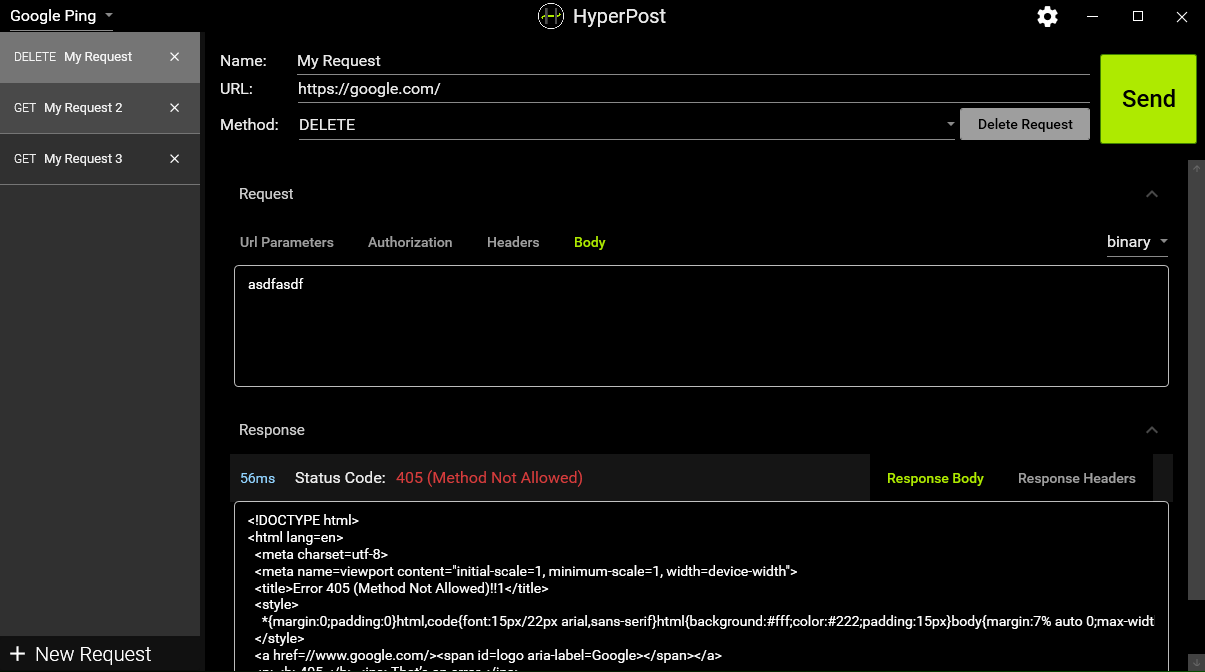 Google Ping
HyperPost
DELETE My Request
GET My Request 2
GET My Request 3
New Request
Name: My Request
URL: https://google.com/
Method: DELETE
Delete Request
Send
Request
Url Parameters Authorization Headers Body binary
asdfasdf
Response
56ms Status Code: 405 (Method Not Allowed) Response Body Response Headers
<!DOCTYPE html>
<html lang=en>
<meta charset=utf-8>
<meta name=viewport content="initial-scale=1, minimum-scale=1, width=device-width">
<title>Error 405 (Method Not Allowed)!!1</title>
<style>
*{margin:0;padding:0}html,code{font:15px/22px arial,sans-serif}html{background:#fff;color:#222;padding:15px}body{margin:7% auto 0;max-widt
</style>
<a href=//www.google.com/><span id=logo aria-label=Google></span></a>
<p><b>405.</b> <ins>That's an error.</ins>